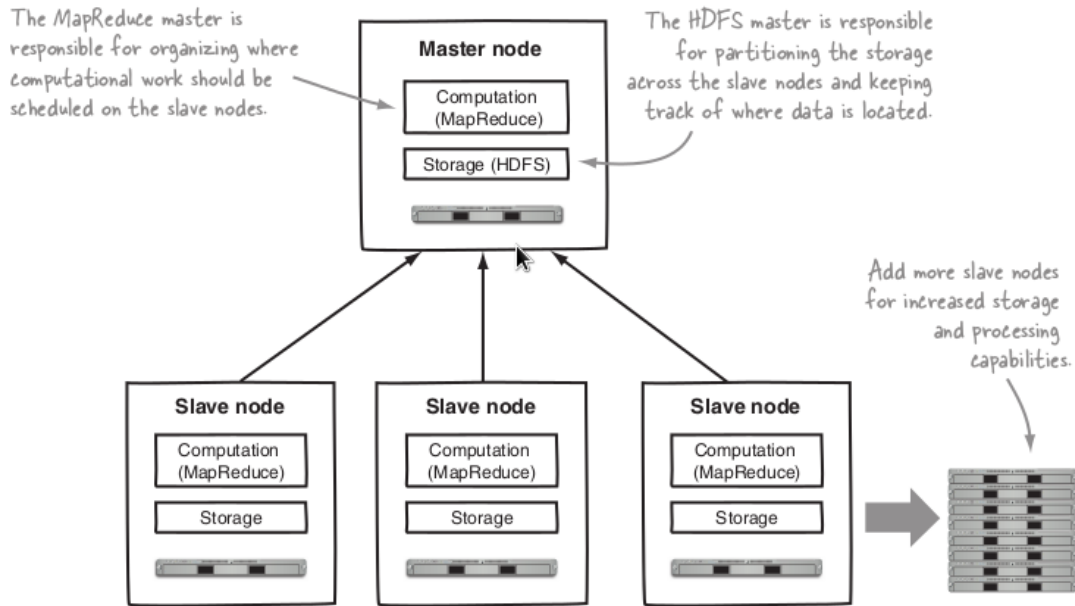 The MapReduce master is
responsible for organizing where
computational work should be
scheduled on the slave nodes.
The HDFS master is responsible
for partitioning the storage
across the slave nodes and keeping
track of where data is located.
Master node
Computation
(MapReduce)
Storage (HDFS)
Add more slave nodes
for increased storage
and processing
capabilities.
Slave node
Computation
(MapReduce)
Storage
Slave node
Computation
(MapReduce)
Storage
Slave node
Computation
(MapReduce)
Storage